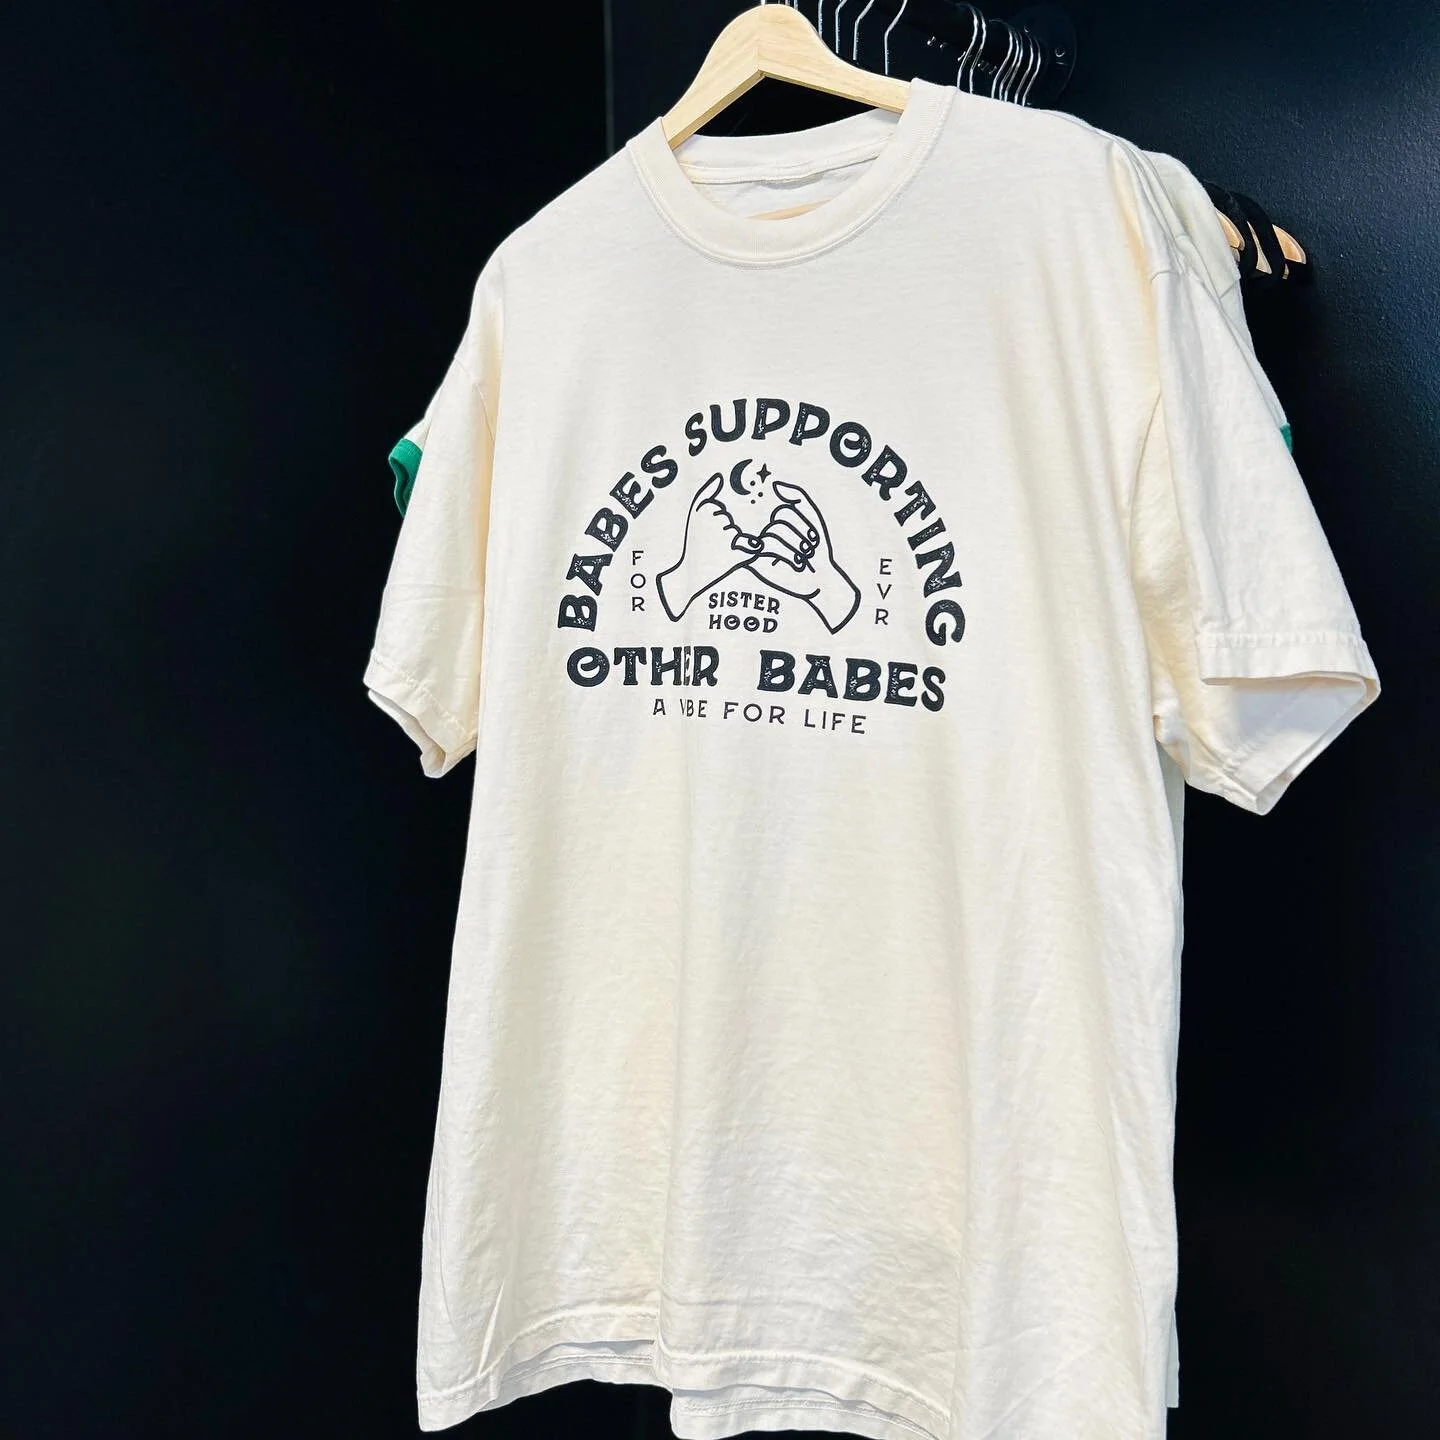 BABES SUPPORTING
FOR
EVR
SISTER
HOOD
OTHER BABES
A VIBE FOR LIFE